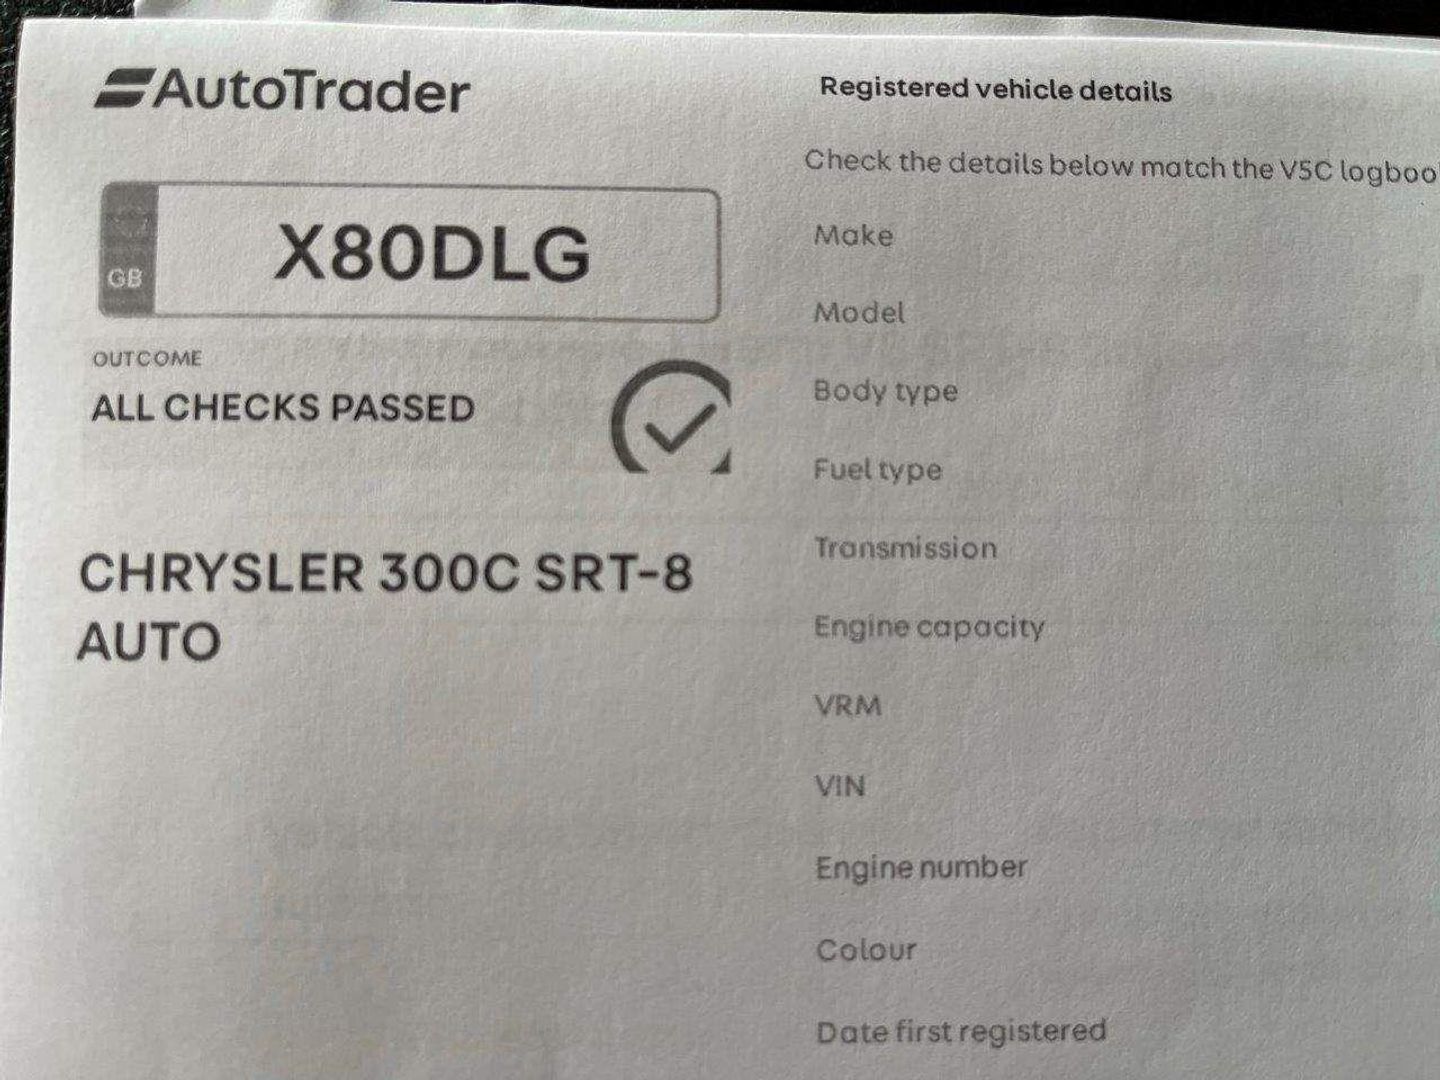 AutoTrader
GB
X80DLG
OUTCOME
ALL CHECKS PASSED
CHRYSLER 300C SRT-8
AUTO
Registered vehicle details
Check the details below match the V5C logboo
Make
Model
Body type
Fuel type
Transmission
Engine capacity
VRM
VIN
Engine number
Colour
Date first registered